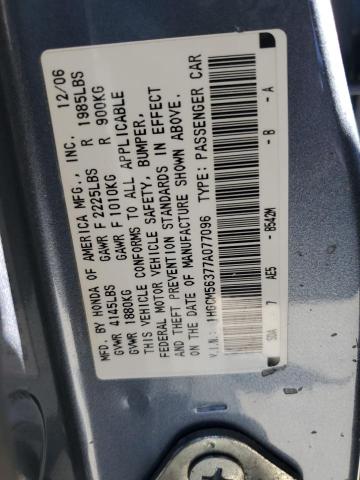 MFD. BY HONDA OF AMERICA MFG., INC. 12/06
GVWR 4145LBS GAWR F 2225LBS R 1985LBS
GVWR 1880KG GAWR F 1010KG R 900KG
THIS VEHICLE CONFORMS TO ALL APPLICABLE
FEDERAL MOTOR VEHICLE SAFETY, BUMPER,
AND THEFT PREVENTION STANDARDS IN EFFECT
ON THE DATE OF MANUFACTURE SHOWN ABOVE.
V.I.N.: 1HGCM56377A077096 TYPE: PASSENGER CAR
SDA 7 AE5 - B542M - B - A